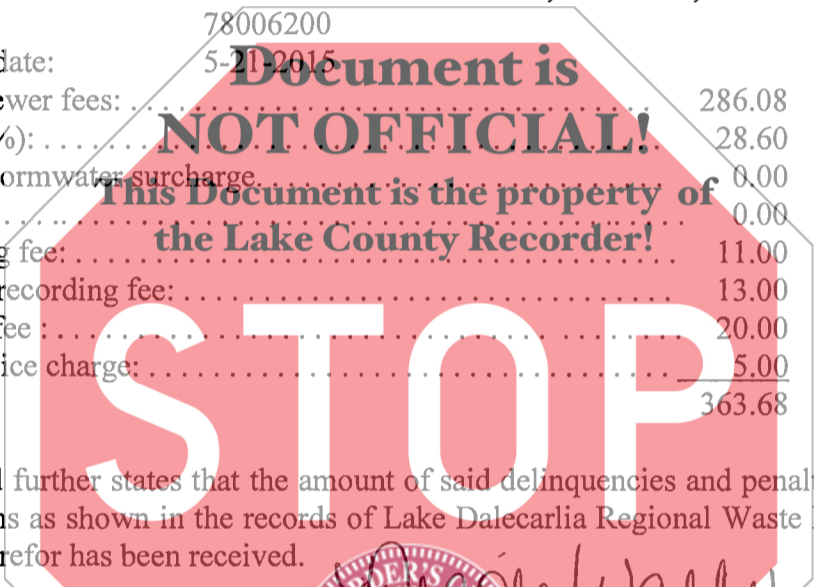 78006200
date: 5-21-2015
Document is
ewer fees: . . . . . . . . . . . . . . . . . . . . . . . . . . . . . . . . . . . . . . . . . 286.08
%): . . . . . . . . . . . . . . . . . . . . . . . . . . . . . . . . . . . . . . . . . . . . . . . 28.60
NOT OFFICIAL!
ormwater surcharge . . . . . . . . . . . . . . . . . . . . . . . . . . . . . . . . . . . 0.00
This Document is the property of
. . . . . . . . . . . . . . . . . . . . . . . . . . . . . . . . . . . . . . . . . . . . . . . . . . 0.00
the Lake County Recorder!
g fee: . . . . . . . . . . . . . . . . . . . . . . . . . . . . . . . . . . . . . . . . . . . . . 11.00
recording fee: . . . . . . . . . . . . . . . . . . . . . . . . . . . . . . . . . . . . . 13.00
fee : . . . . . . . . . . . . . . . . . . . . . . . . . . . . . . . . . . . . . . . . . . . . . . 20.00
ice charge: . . . . . . . . . . . . . . . . . . . . . . . . . . . . . . . . . . . . . . . . 5.00
363.68
STOP
further states that the amount of said delinquencies and penal
s as shown in the records of Lake Dalecarlia Regional Waste
refor has been received.